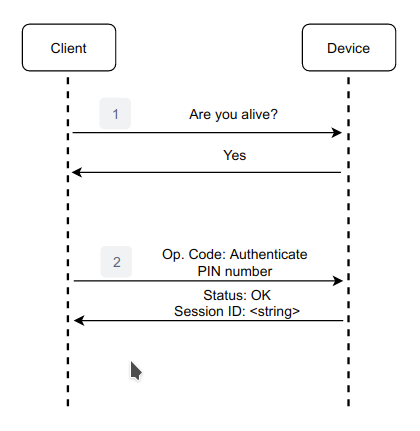 Client
Device
1
Are you alive?
Yes
2
Op. Code: Authenticate
PIN number
Status: OK
Session ID: <string>